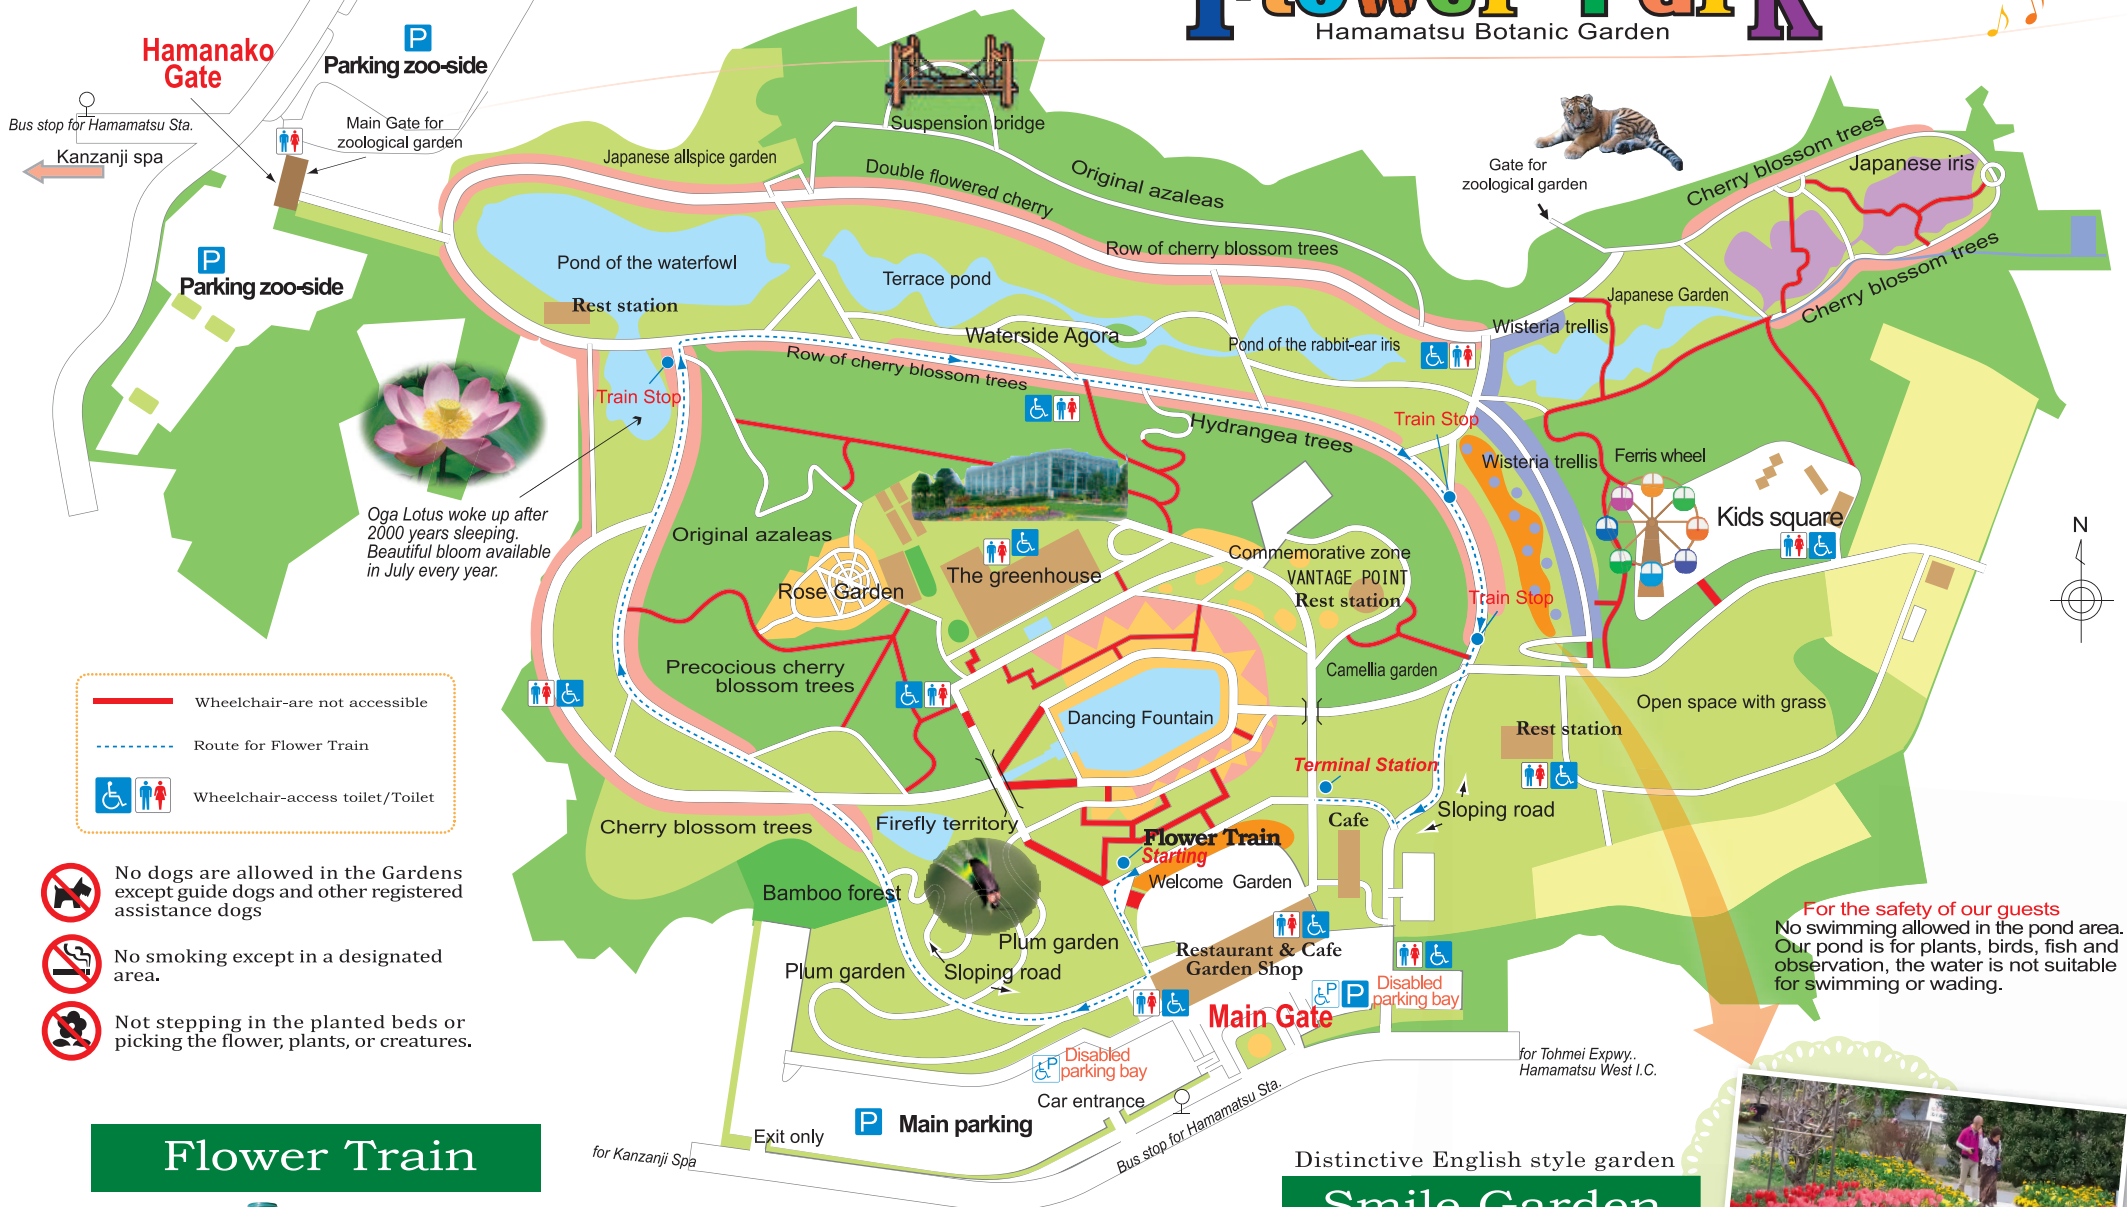 Flower Park
Hamamatsu Botanic Garden
Hamanako
Gate
P
Parking zoo-side
Bus stop for Hamamatsu Sta.
Kanzanji spa
Main Gate for
zoological garden
P
Parking zoo-side
Suspension bridge
Japanese allspice garden
Double flowered cherry
Original azaleas
Row of cherry blossom trees
Gate for
zoological garden
Cherry blossom trees
Japanese iris
Cherry blossom trees
Pond of the waterfowl
Rest station
Terrace pond
Waterside Agora
Pond of the rabbit-ear iris
Japanese Garden
Wisteria trellis
Train Stop
Row of cherry blossom trees
Hydrangea trees
Train Stop
Wisteria trellis
Ferris wheel
Kids square
N
Oga Lotus woke up after
2000 years sleeping.
Beautiful bloom available
in July every year.
Original azaleas
Rose Garden
The greenhouse
Commemorative zone
VANTAGE POINT
Rest station
Train Stop
Precocious cherry
blossom trees
Camellia garden
Dancing Fountain
Open space with grass
Rest station
Terminal Station
Sloping road
Wheelchair-are not accessible
Route for Flower Train
Wheelchair-access toilet/Toilet
Cherry blossom trees
Firefly territory
Flower Train
Starting
Cafe
Welcome Garden
Bamboo forest
Plum garden
Plum garden
Sloping road
Restaurant & Cafe
Garden Shop
P
P
Disabled
parking bay
Main Gate
No dogs are allowed in the Gardens
except guide dogs and other registered
assistance dogs
No smoking except in a designated
area.
Not stepping in the planted beds or
picking the flower, plants, or creatures.
For the safety of our guests
No swimming allowed in the pond area.
Our pond is for plants, birds, fish and
observation, the water is not suitable
for swimming or wading.
for Tohmei Expwy..
Hamamatsu West I.C.
P
Disabled
parking bay
Car entrance
P
Main parking
Exit only
for Kanzanji Spa
Bus stop for Hamamatsu Sta.
Flower Train
Distinctive English style garden
Smile Garden